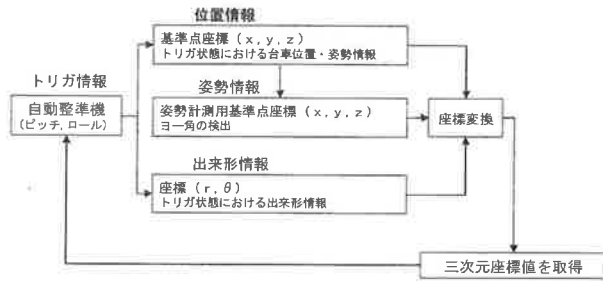 位置情報
基準点座標（x, y, z）
トリガ状態における台車位置・姿勢情報
トリガ情報
自動整準機
(ピッチ, ロール)
姿勢情報
姿勢計測用基準点座標（x, y, z）
ヨー角の検出
座標変換
出来形情報
座標（r, θ）
トリガ状態における出来形情報
三次元座標値を取得